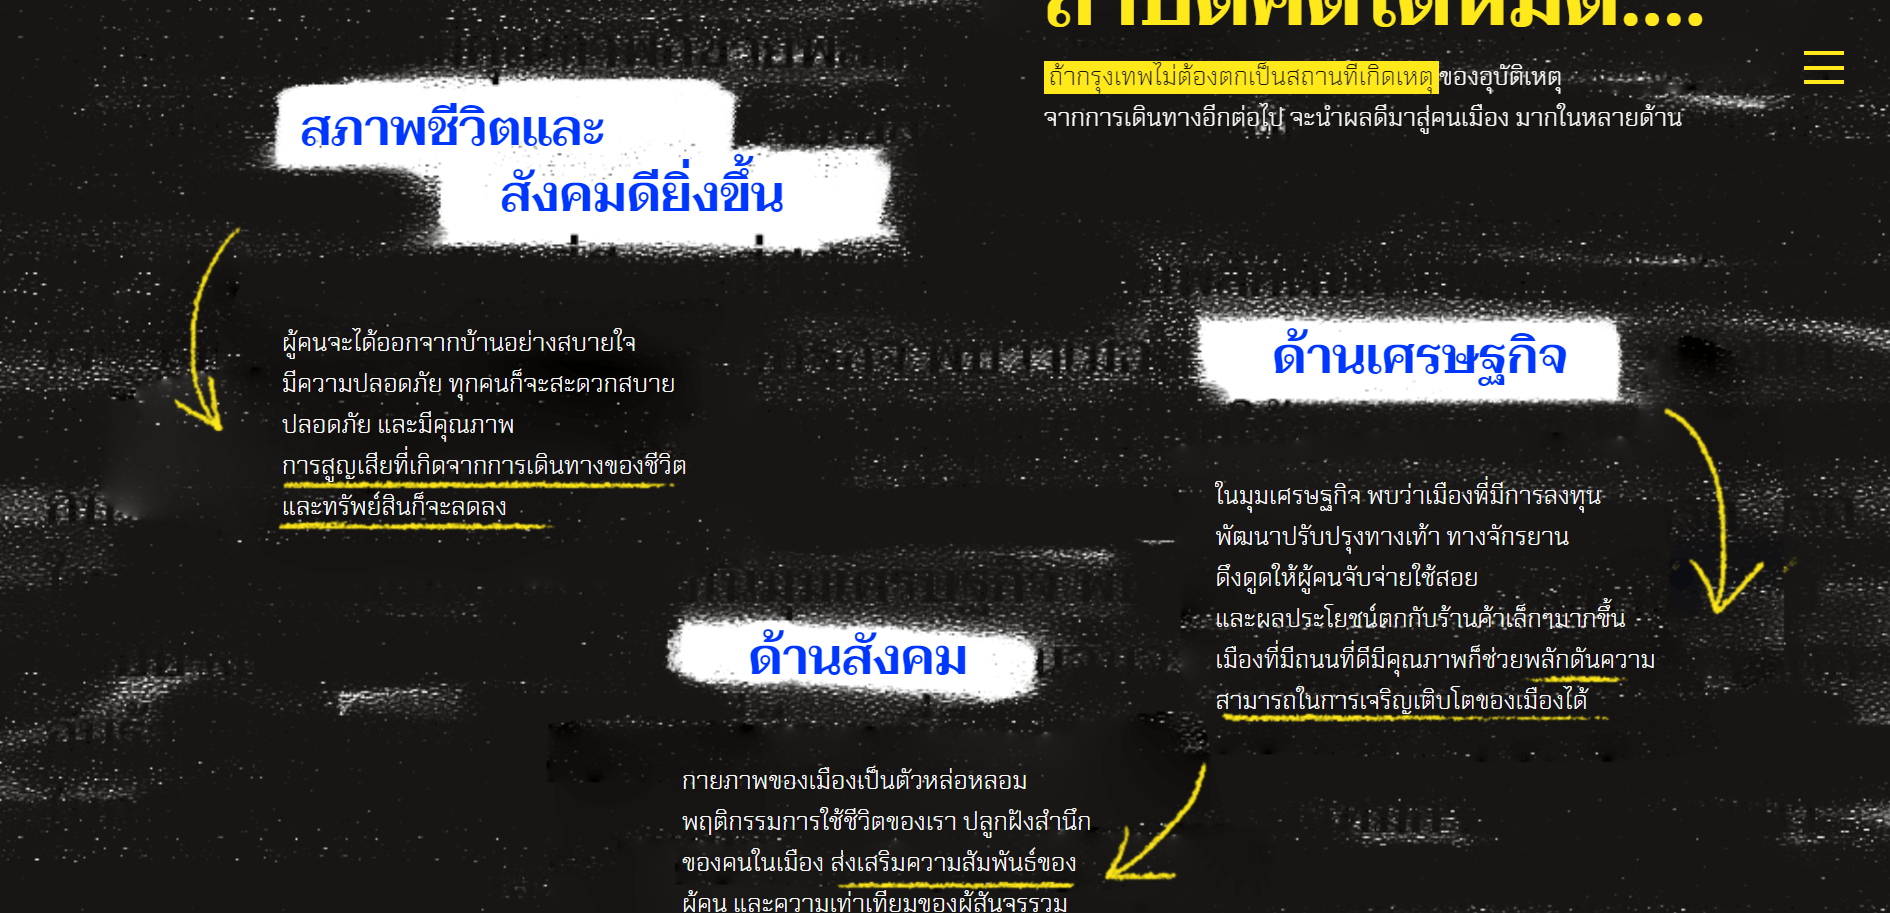 ถ้าปิดคดีได้หมด....
ถ้ากรุงเทพไม่ต้องตกเป็นสถานที่เกิดเหตุ ของอุบัติเหตุ
จากการเดินทางอีกต่อไป จะนำผลดีมาสู่คนเมือง มากในหลายด้าน
สภาพชีวิตและ
สังคมดียิ่งขึ้น
ผู้คนจะได้ออกจากบ้านอย่างสบายใจ
มีความปลอดภัย ทุกคนก็จะสะดวกสบาย
ปลอดภัย และมีคุณภาพ
การสูญเสียที่เกิดจากการเดินทางของชีวิต
และทรัพย์สินก็จะลดลง
ด้านเศรษฐกิจ
ในมุมเศรษฐกิจ พบว่าเมืองที่มีการลงทุน
พัฒนาปรับปรุงทางเท้า ทางจักรยาน
ดึงดูดให้ผู้คนจับจ่ายใช้สอย
และผลประโยชน์ตกกับร้านค้าเล็กๆมากขึ้น
เมืองที่มีถนนที่ดีมีคุณภาพก็ช่วยพลักดันความ
สามารถในการเจริญเติบโตของเมืองได้
ด้านสังคม
กายภาพของเมืองเป็นตัวหล่อหลอม
พฤติกรรมการใช้ชีวิตของเรา ปลูกฝังสำนึก
ของคนในเมือง ส่งเสริมความสัมพันธ์ของ
ผู้คน และความเท่าเทียมของผู้สันจรรวม